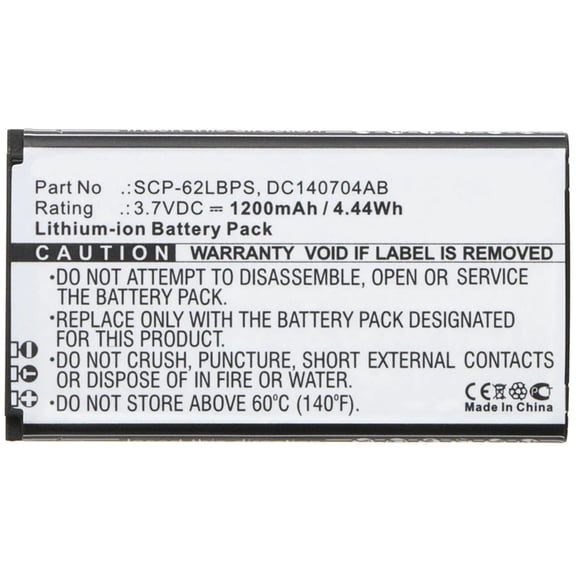 Part No .: SCP-62LBPS, DC140704AB
Rating .: 3.7VDC ⎓ 1200mAh / 4.44Wh
Lithium-ion Battery Pack
CAUTION WARRANTY VOID IF LABEL IS REMOVED
•DO NOT ATTEMPT TO DISASSEMBLE, OPEN OR SERVICE
THE BATTERY PACK.
•REPLACE ONLY WITH THE BATTERY PACK DESIGNATED
FOR THIS PRODUCT.
•DO NOT CRUSH, PUNCTURE, SHORT EXTERNAL CONTACTS
OR DISPOSE OF IN FIRE OR WATER.
•DO NOT STORE ABOVE 60°C (140°F).
CE
Made In China